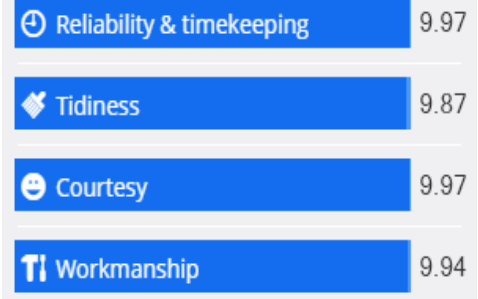 Reliability & timekeeping 9.97
Tidiness 9.87
Courtesy 9.97
Workmanship 9.94